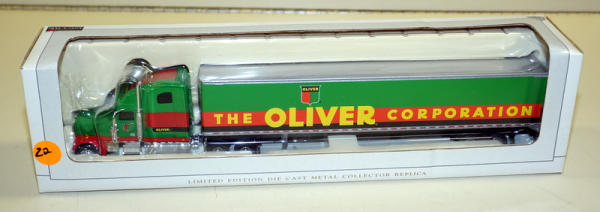 OLIVER
THE OLIVER CORPORATION
OLIVER
22
LIMITED EDITION DIE CAST METAL COLLECTOR REPLICA